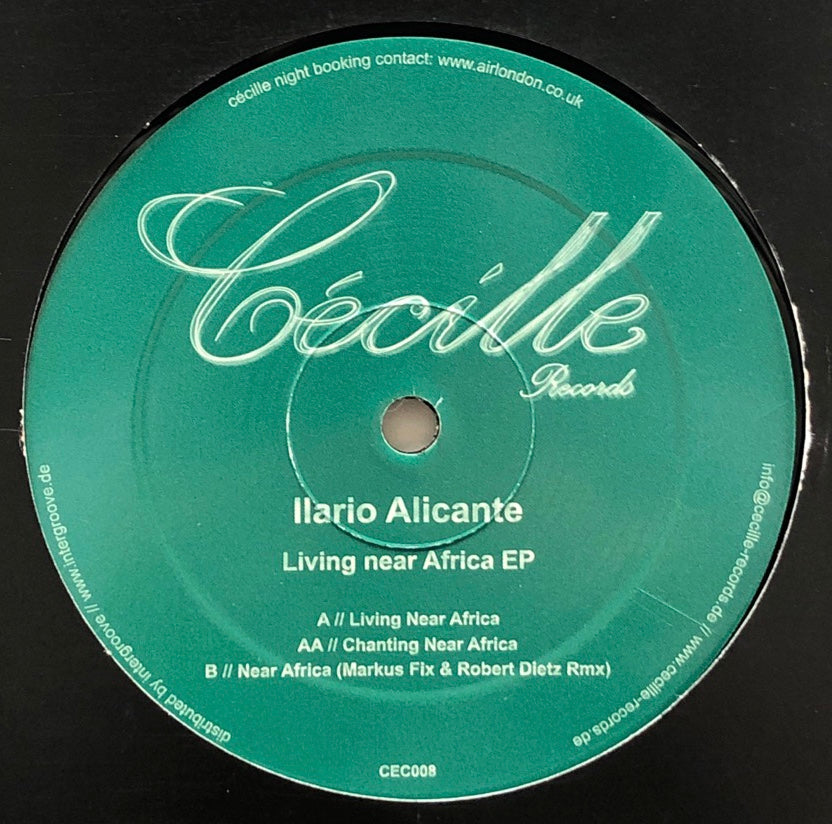 cécille night booking contact: www.airlondon.co.uk
Cécille
Records
Ilario Alicante
Living near Africa EP
A // Living Near Africa
AA // Chanting Near Africa
B // Near Africa (Markus Fix & Robert Dietz Rmx)
CEC008
distributed by intergroove // www.intergroove.de
info@cecille-records.de // www.cecille-records.de